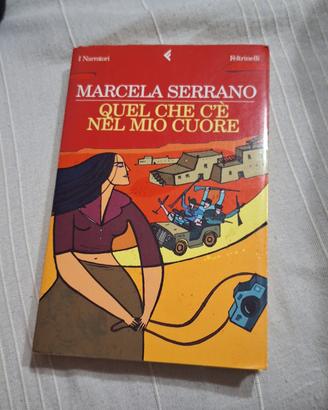 I Narratori
Feltrinelli
MARCELA SERRANO
QUEL CHE C'È
NEL MIO CUORE